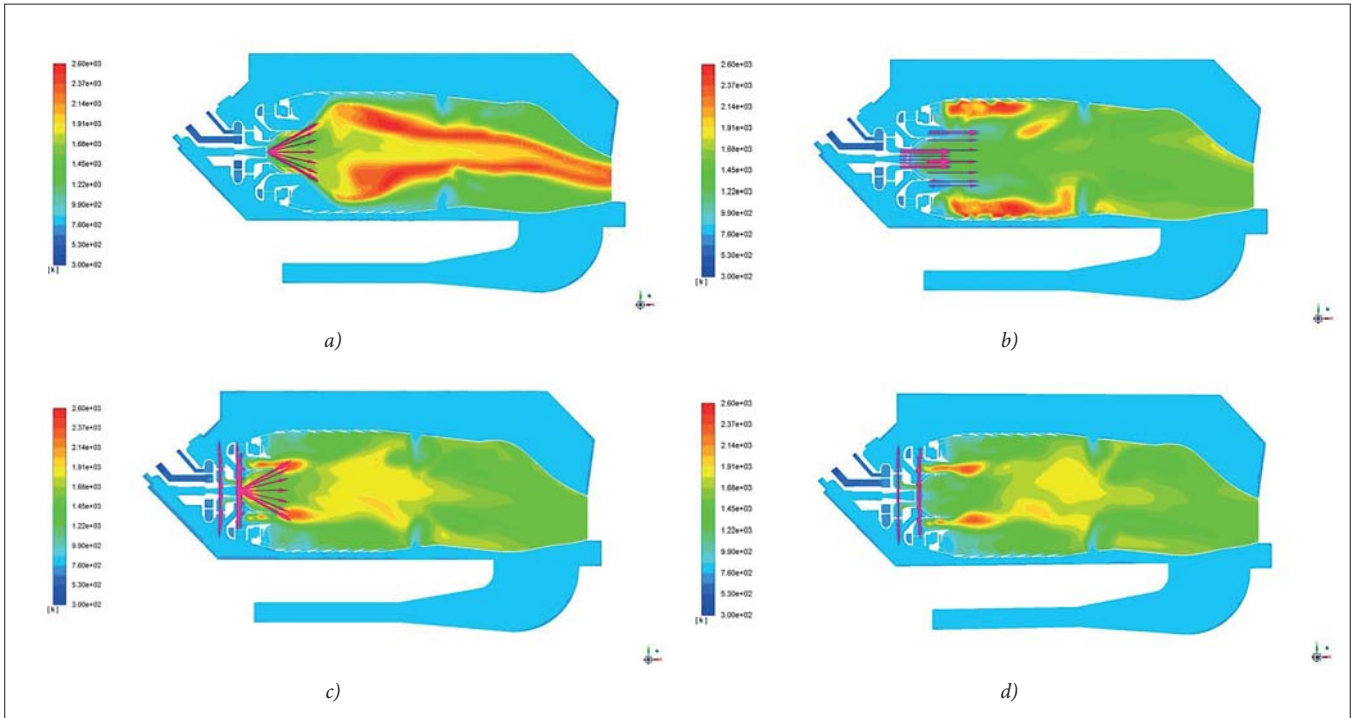 2.60e+03
2.37e+03
2.14e+03
1.91e+03
1.68e+03
1.45e+03
1.22e+03
9.90e+02
7.60e+02
5.30e+02
3.00e+02
[k]
a)
2.60e+03
2.37e+03
2.14e+03
1.91e+03
1.68e+03
1.45e+03
1.22e+03
9.90e+02
7.60e+02
5.30e+02
3.00e+02
[k]
b)
2.60e+03
2.37e+03
2.14e+03
1.91e+03
1.68e+03
1.45e+03
1.22e+03
9.90e+02
7.60e+02
5.30e+02
3.00e+02
[k]
c)
2.60e+03
2.37e+03
2.14e+03
1.91e+03
1.68e+03
1.45e+03
1.22e+03
9.90e+02
7.60e+02
5.30e+02
3.00e+02
[k]
d)